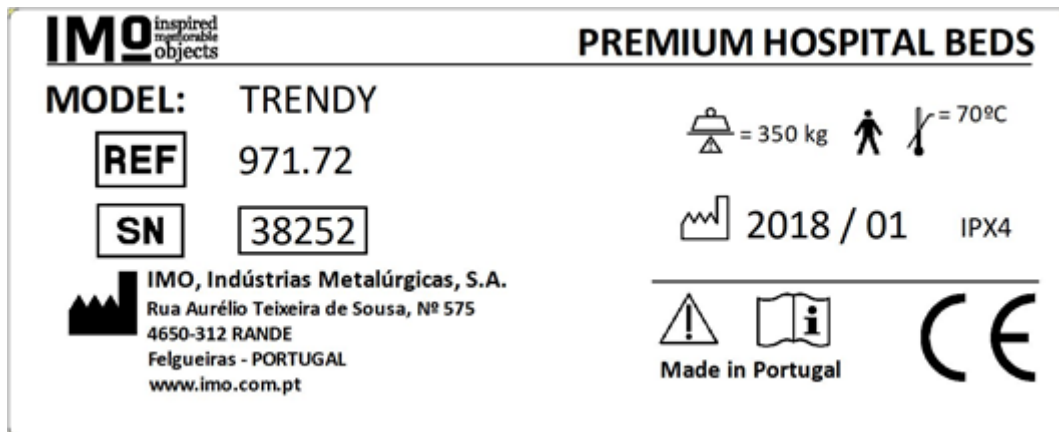 IMO inspired
memorable
objects
PREMIUM HOSPITAL BEDS
MODEL: TRENDY
REF 971.72
SN 38252
IMO, Indústrias Metalúrgicas, S.A.
Rua Aurélio Teixeira de Sousa, Nº 575
4650-312 RANDE
Felgueiras - PORTUGAL
www.imo.com.pt
= 350 kg
= 70ºC
2018 / 01 IPX4
i
Made in Portugal
CE